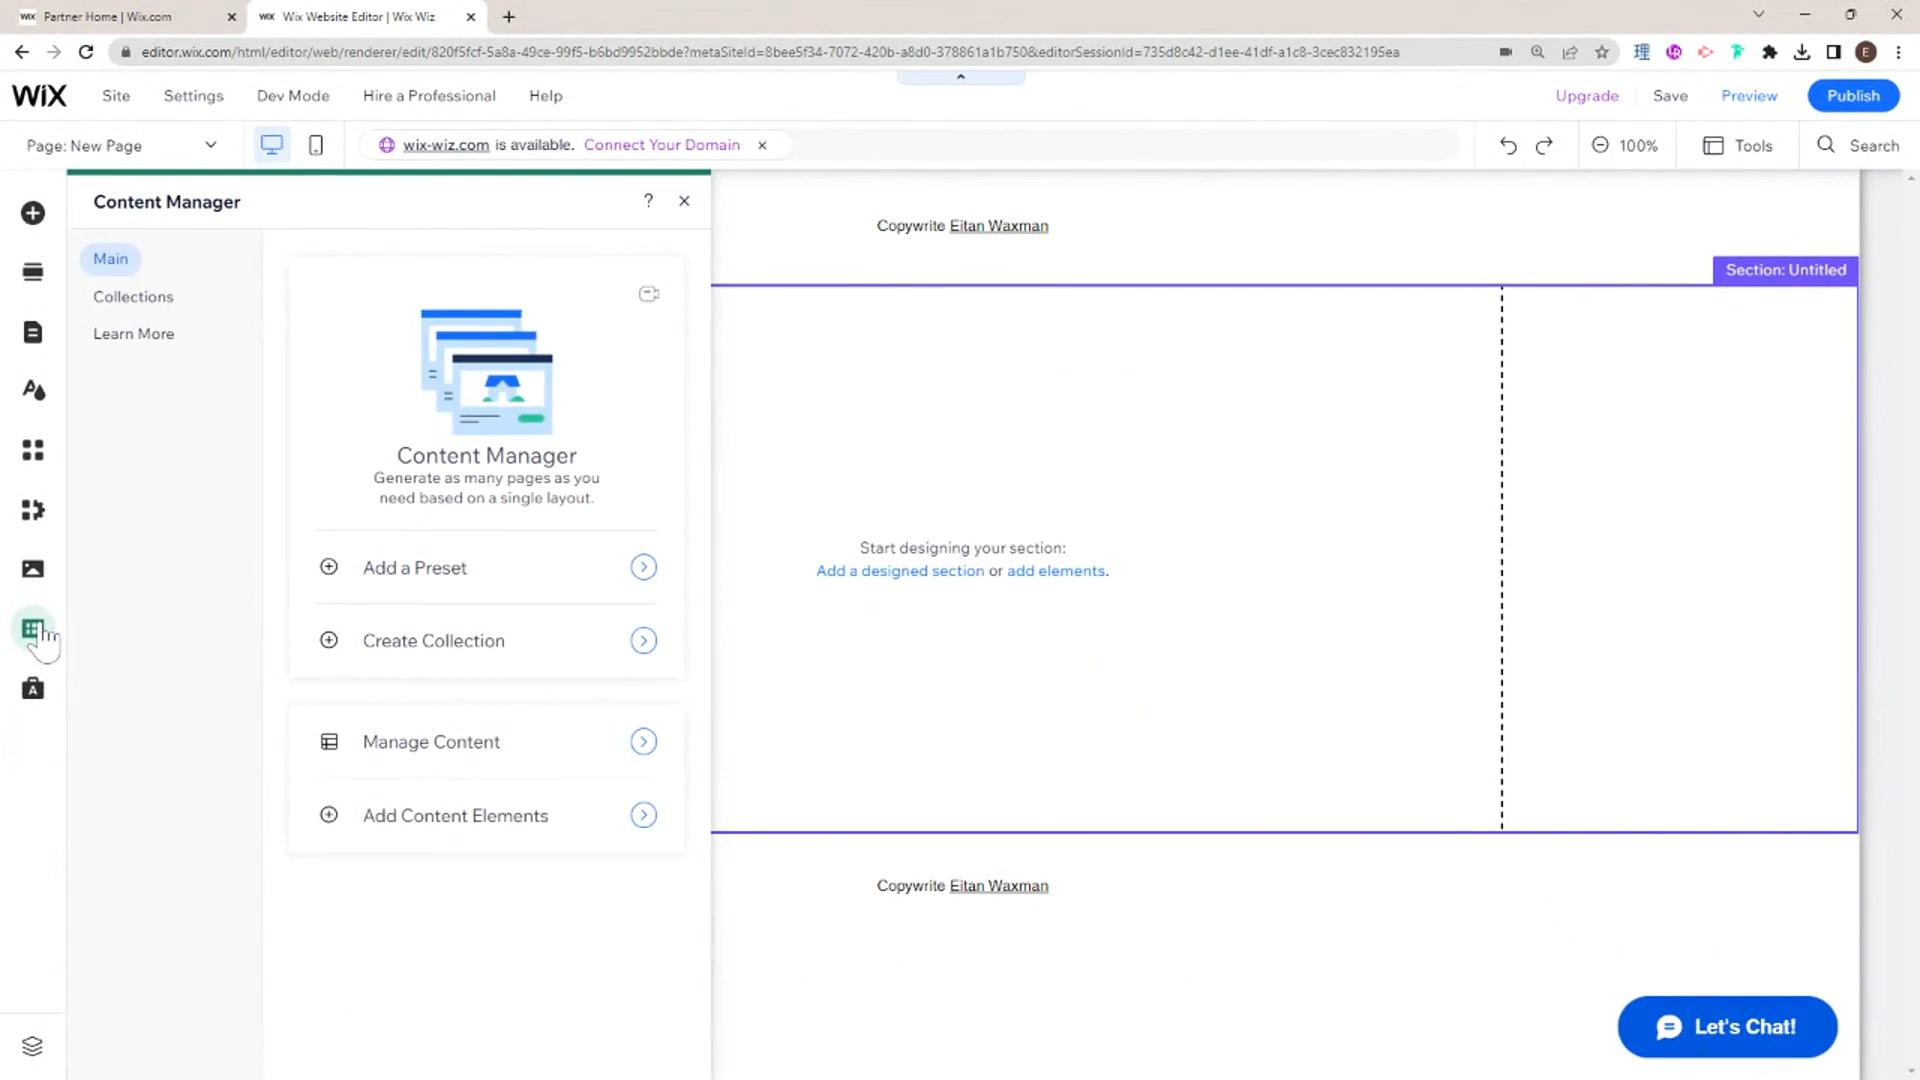 WiX Partner Home | Wix.com
WiX Wix Website Editor | Wix Wiz
editor.wix.com/html/editor/web/renderer/edit/820f5fcf-5a8a-49ce-99f5-b6bd9952bbde?metaSiteId=8bee5f34-7072-420b-a8d0-378861a1b750&editorSessionId=735d8c42-d1ee-41df-a1c8-3cec832195ea
理
E
WiX
Site
Settings
Dev Mode
Hire a Professional
Help
Upgrade
Save
Preview
Publish
Page: New Page
wix-wiz.com is available. Connect Your Domain
100%
Tools
Search
Content Manager
?
Main
Collections
Learn More
Content Manager
Generate as many pages as you
need based on a single layout.
Add a Preset
Create Collection
Manage Content
Add Content Elements
A
Copywrite Eitan Waxman
Section: Untitled
Start designing your section:
Add a designed section or add elements.
Copywrite Eitan Waxman
Let's Chat!